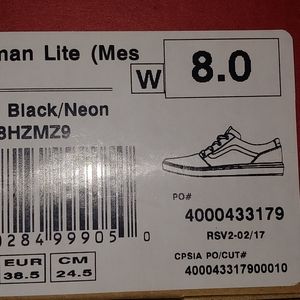 man Lite (Mes
W 8.0
Black/Neon
8HZMZ9
PO#
4000433179
RSV2-02/17
0284 99905 0
CPSIA PO/CUT#
EUR CM
38.5 24.5
400043317900010